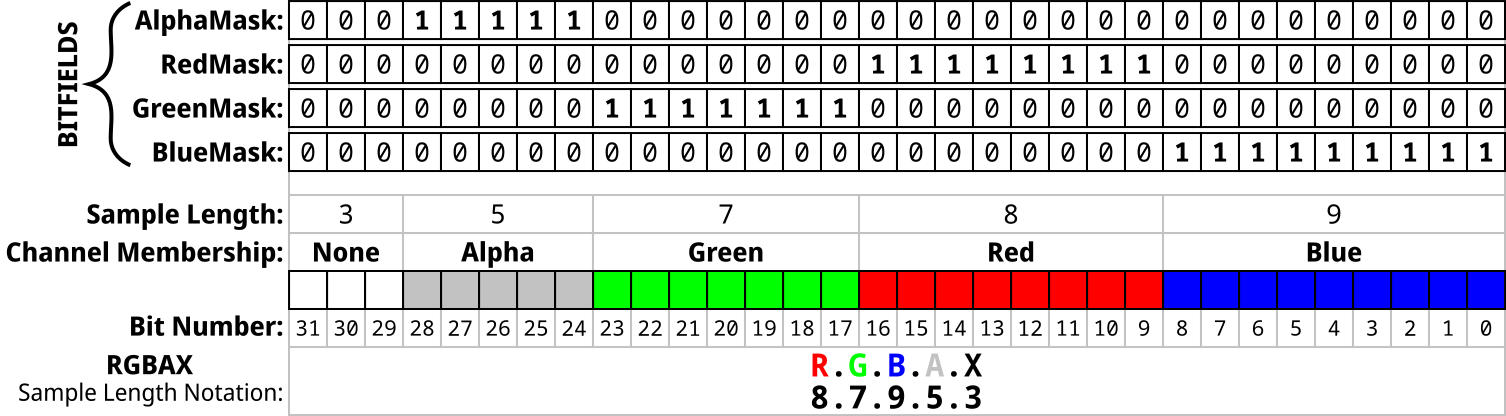 BITFIELDS
AlphaMask: 0 0 0 1 1 1 1 1 0 0 0 0 0 0 0 0 0 0 0 0 0 0 0 0 0 0 0 0 0 0 0 0
RedMask: 0 0 0 0 0 0 0 0 0 0 0 0 0 0 0 1 1 1 1 1 1 1 1 0 0 0 0 0 0 0 0 0
GreenMask: 0 0 0 0 0 0 0 0 1 1 1 1 1 1 1 0 0 0 0 0 0 0 0 0 0 0 0 0 0 0 0 0
BlueMask: 0 0 0 0 0 0 0 0 0 0 0 0 0 0 0 0 0 0 0 0 0 0 0 1 1 1 1 1 1 1 1 1
Sample Length: 3 5 7 8 9
Channel Membership: None Alpha Green Red Blue
Bit Number: 31 30 29 28 27 26 25 24 23 22 21 20 19 18 17 16 15 14 13 12 11 10 9 8 7 6 5 4 3 2 1 0
RGBAX R.G.B.A.X
Sample Length Notation: 8.7.9.5.3